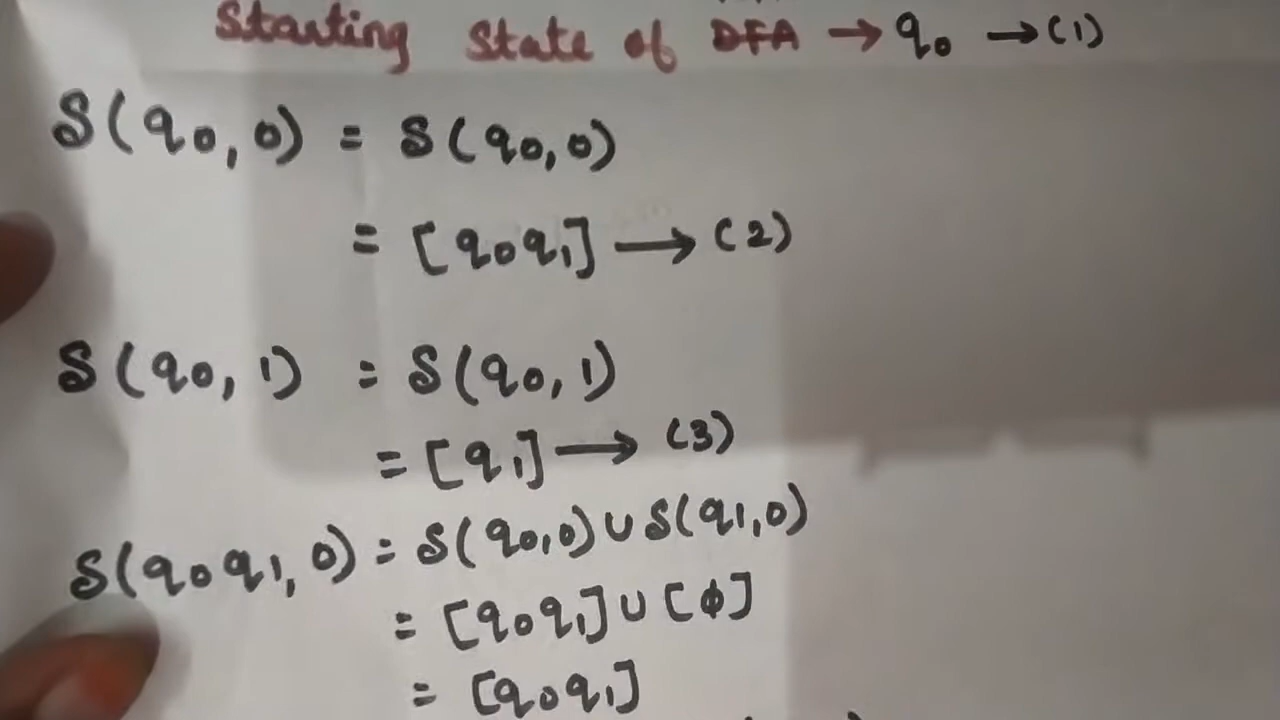 Starting State of DFA → q₀ → (1)
δ(q₀, 0) = δ(q₀, 0)
= [q₀q₁] → (2)
δ(q₀, 1) = δ(q₀, 1)
= [q₁] → (3)
δ(q₀q₁, 0) = δ(q₀,0) ∪ δ(q₁,0)
= [q₀q₁] ∪ [ϕ]
= [q₀q₁]